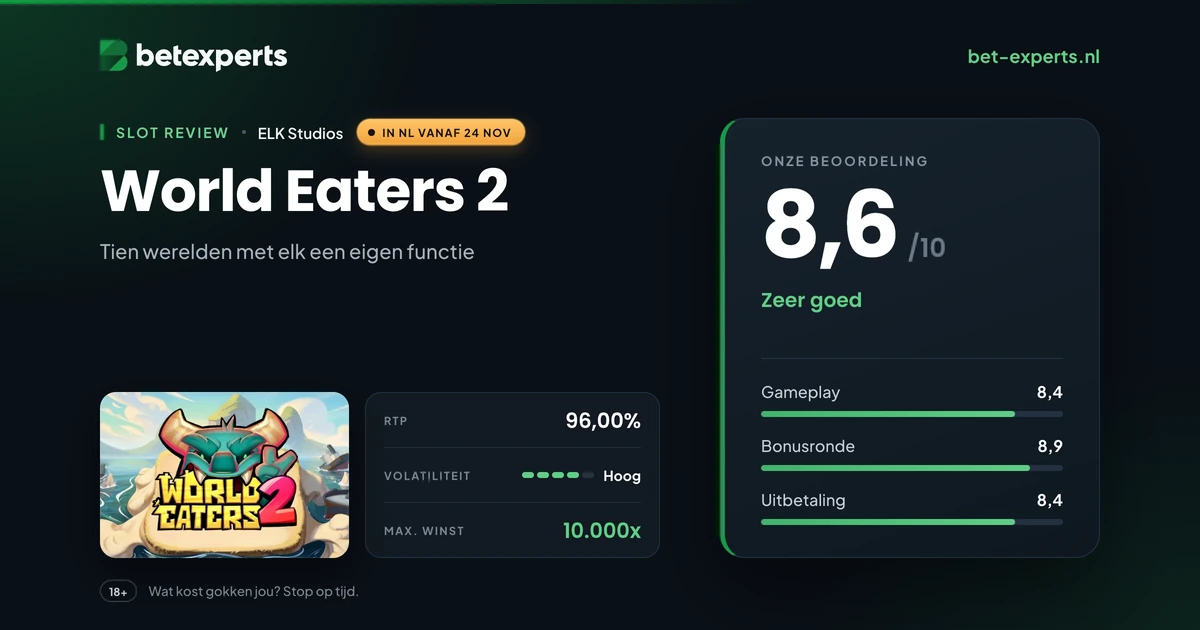 betexperts
bet-experts.nl
SLOT REVIEW • ELK Studios • IN NL VANAF 24 NOV
World Eaters 2
Tien werelden met elk een eigen functie
WORLD
EATERS 2
RTP 96,00%
VOLATILITEIT Hoog
MAX. WINST 10.000x
18+ Wat kost gokken jou? Stop op tijd.
ONZE BEOORDELING
8,6 /10
Zeer goed
Gameplay 8,4
Bonusronde 8,9
Uitbetaling 8,4